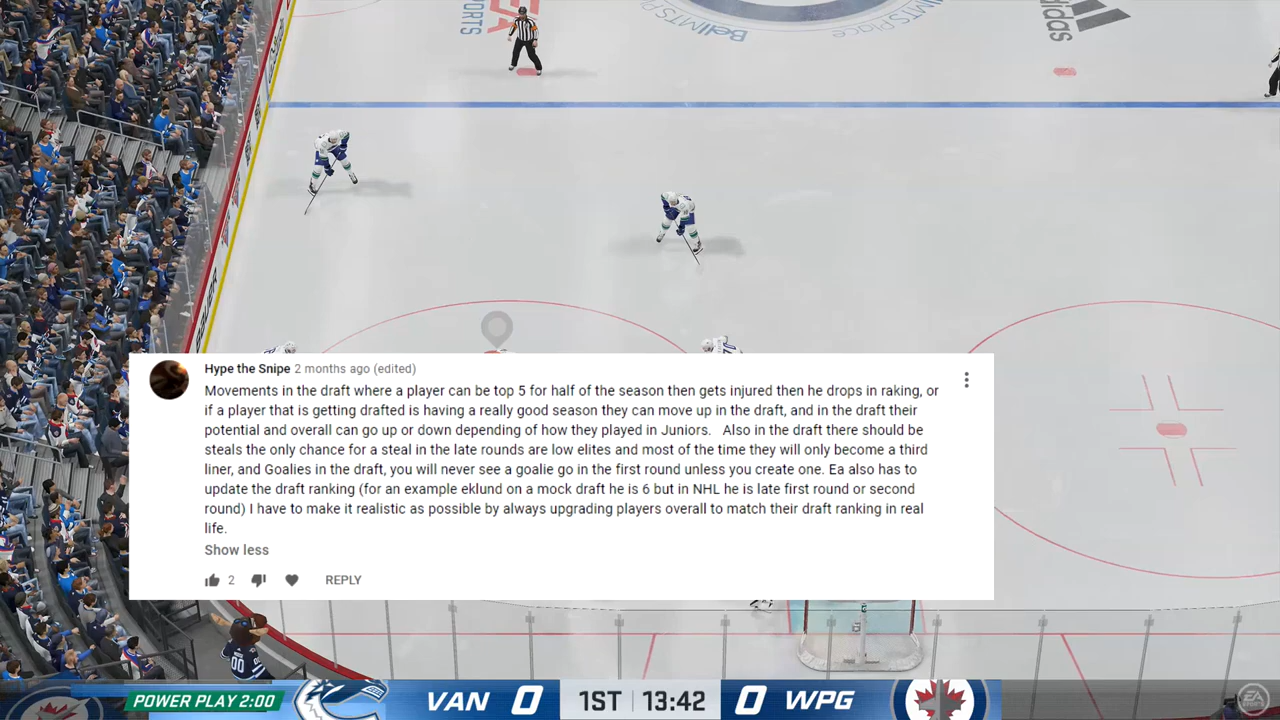 EA
SPORTS
BellMTS Place
MTS Place
adidas
Hype the Snipe 2 months ago (edited)
Movements in the draft where a player can be top 5 for half of the season then gets injured then he drops in raking, or
if a player that is getting drafted is having a really good season they can move up in the draft, and in the draft their
potential and overall can go up or down depending of how they played in Juniors. Also in the draft there should be
steals the only chance for a steal in the late rounds are low elites and most of the time they will only become a third
liner, and Goalies in the draft, you will never see a goalie go in the first round unless you create one. Ea also has to
update the draft ranking (for an example eklund on a mock draft he is 6 but in NHL he is late first round or second
round) I have to make it realistic as possible by always upgrading players overall to match their draft ranking in real
life.
Show less
2 REPLY
00
POWER PLAY 2:00 VAN 0 1ST 13:42 0 WPG
EA
SPORTS